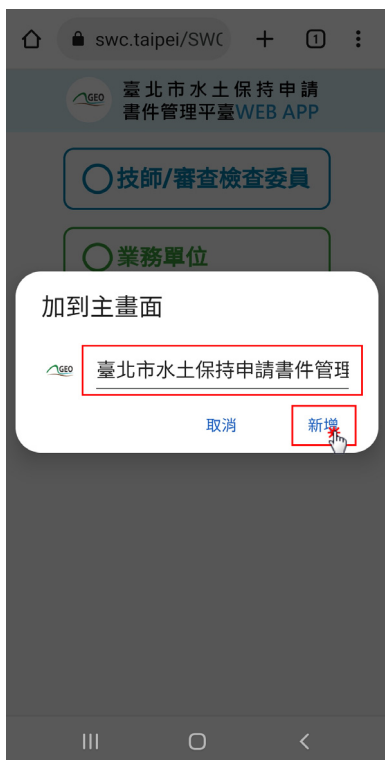 swc.taipei/SWC
1
GEO
臺北市水土保持申請
書件管理平臺WEB APP
技師/審查檢查委員
業務單位
加到主畫面
GEO
臺北市水土保持申請書件管理
取消
新增